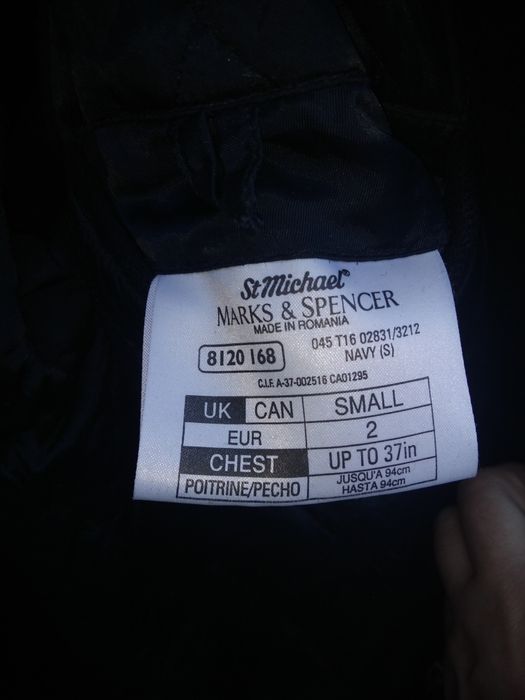 St Michael®
MARKS & SPENCER
MADE IN ROMANIA
8120 168
045 T16 02831/3212
NAVY (S)
C.I.F. A-37-002516 CA01295
UK CAN SMALL
EUR 2
CHEST UP TO 37in
POITRINE/PECHO JUSQU'A 94cm
HASTA 94cm